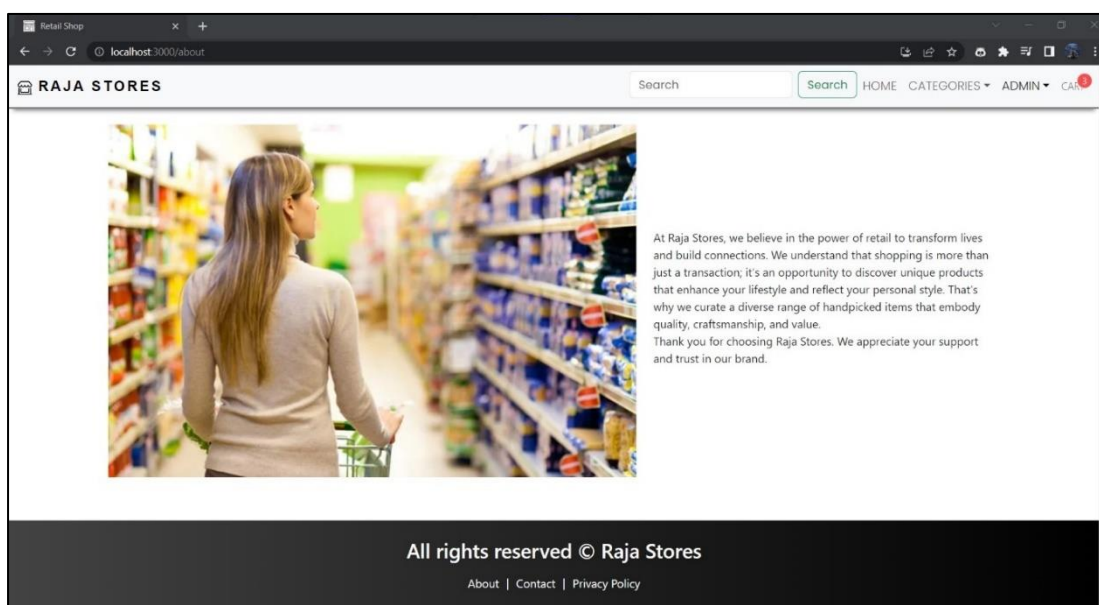 Retail Shop
localhost:3000/about
RAJA STORES
Search
Search
HOME
CATEGORIES
ADMIN
3
At Raja Stores, we believe in the power of retail to transform lives
and build connections. We understand that shopping is more than
just a transaction; it's an opportunity to discover unique products
that enhance your lifestyle and reflect your personal style. That's
why we curate a diverse range of handpicked items that embody
quality, craftsmanship, and value.
Thank you for choosing Raja Stores. We appreciate your support
and trust in our brand.
All rights reserved © Raja Stores
About | Contact | Privacy Policy